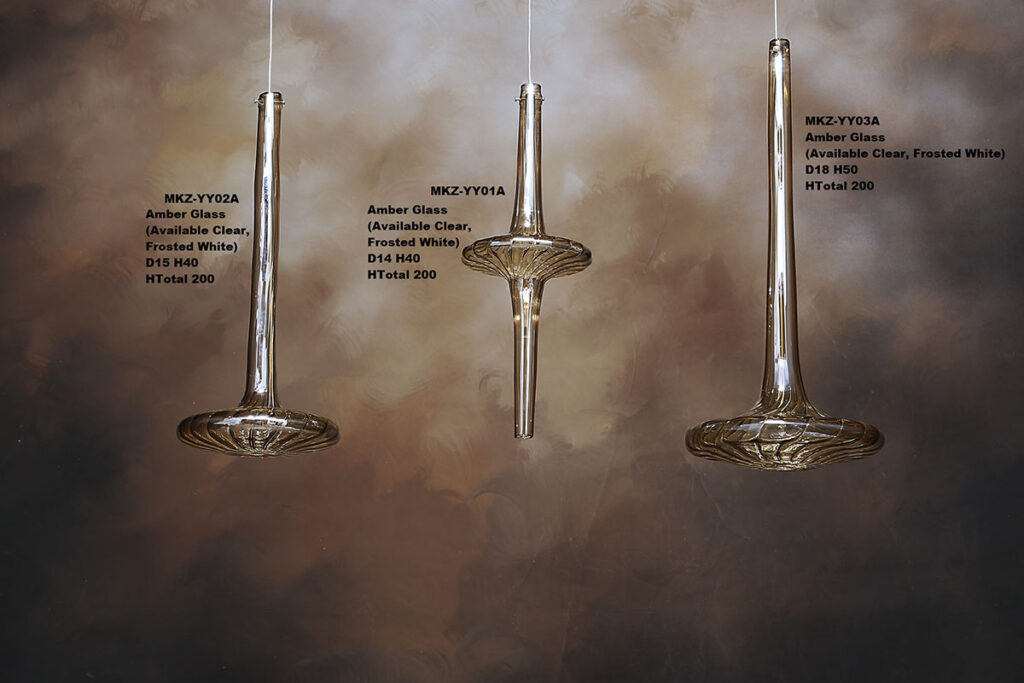 MKZ-YY02A
Amber Glass
(Available Clear,
Frosted White)
D15 H40
HTotal 200
MKZ-YY01A
Amber Glass
(Available Clear,
Frosted White)
D14 H40
HTotal 200
MKZ-YY03A
Amber Glass
(Available Clear, Frosted White)
D18 H50
HTotal 200